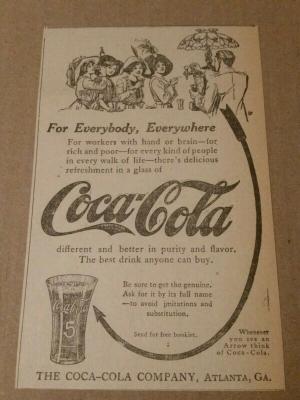 For Everybody, Everywhere
For workers with hand or brain—for
rich and poor—for every kind of people
in every walk of life—there's delicious
refreshment in a glass of
Coca-Cola
different and better in purity and flavor.
The best drink anyone can buy.
Be sure to get the genuine.
Ask for it by its full name
—to avoid imitations and
substitution.
Send for free booklet.
Coca-Cola
5
Whenever
you see an
Arrow think
of Coca-Cola.
THE COCA-COLA COMPANY, ATLANTA, GA.